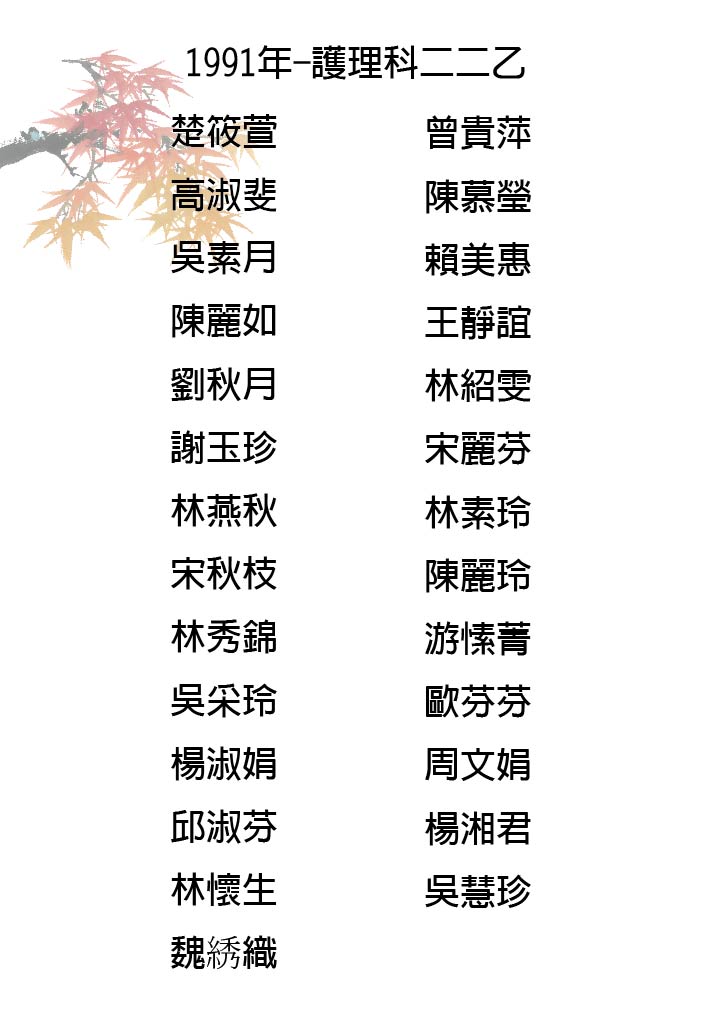 1991年-護理科二二乙
楚筱萱
高淑斐
吳素月
陳麗如
劉秋月
謝玉珍
林燕秋
宋秋枝
林秀錦
吳采玲
楊淑娟
邱淑芬
林懷生
魏綉織
曾貴萍
陳慕瑩
賴美惠
王靜誼
林紹雯
宋麗芬
林素玲
陳麗玲
游愫菁
歐芬芬
周文娟
楊湘君
吳慧珍